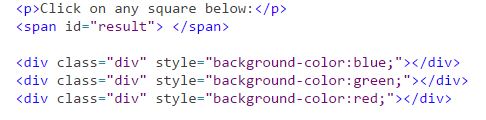 <p>Click on any square below:</p>
<span id="result"> </span>
<div class="div" style="background-color:blue;"></div>
<div class="div" style="background-color:green;"></div>
<div class="div" style="background-color:red;"></div>